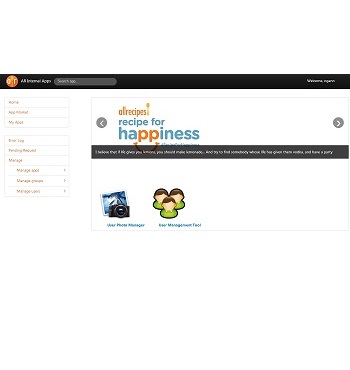 AR Internal Apps
Search app
Welcome, ngann
Home
App Market
My Apps
Error Log
Pending Request
Manage
Manage apps
Manage groups
Manage users
allrecipes!
recipe for
happiness
I believe that if life gives you lemons, you should make lemonade... And try to find somebody whose life has given them vodka, and have a party
User Photo Manager
User Management Tool